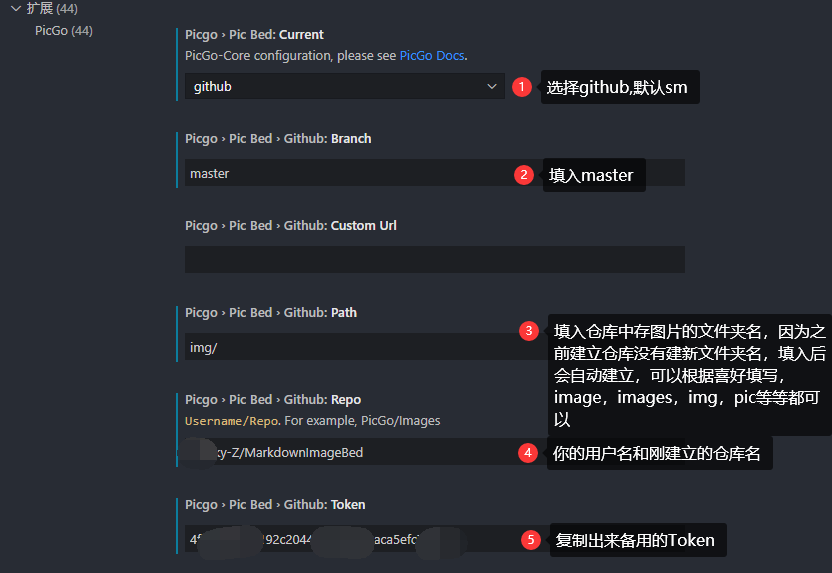 扩展 (44)
PicGo (44)
Picgo › Pic Bed: Current
PicGo-Core configuration, please see PicGo Docs.
github
1 选择github,默认sm
Picgo › Pic Bed › Github: Branch
master
2 填入master
Picgo › Pic Bed › Github: Custom Url
Picgo › Pic Bed › Github: Path
img/
3 填入仓库中存图片的文件夹名，因为之
前建立仓库没有建新文件夹名，填入后
会自动建立，可以根据喜好填写，
image，images，img，pic等等都可
以
Picgo › Pic Bed › Github: Repo
Username/Repo. For example, PicGo/Images
ky-Z/MarkdownImageBed
4 你的用户名和刚建立的仓库名
Picgo › Pic Bed › Github: Token
92c2044
5 复制出来备用的Token